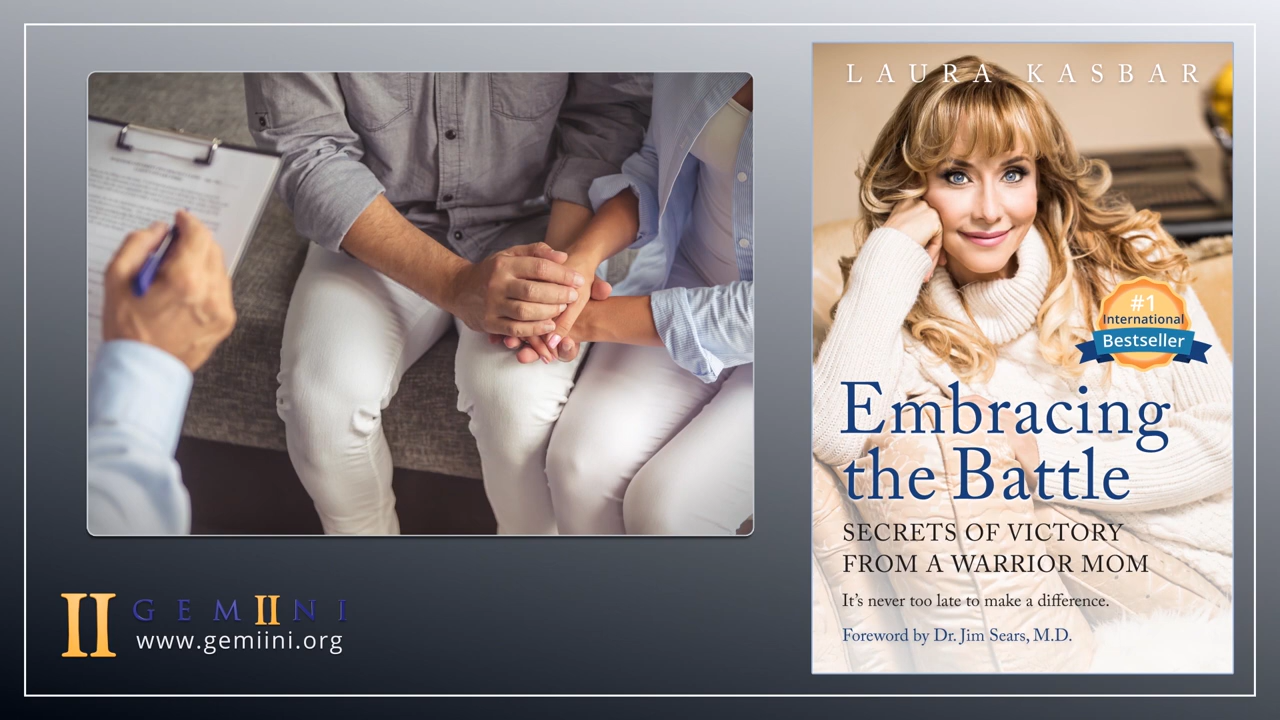 LAURA KASBAR
#1
International
Bestseller
Embracing
the Battle
SECRETS OF VICTORY
FROM A WARRIOR MOM
It's never too late to make a difference.
Foreword by Dr. Jim Sears, M.D.
II GEMIINI
www.gemiini.org